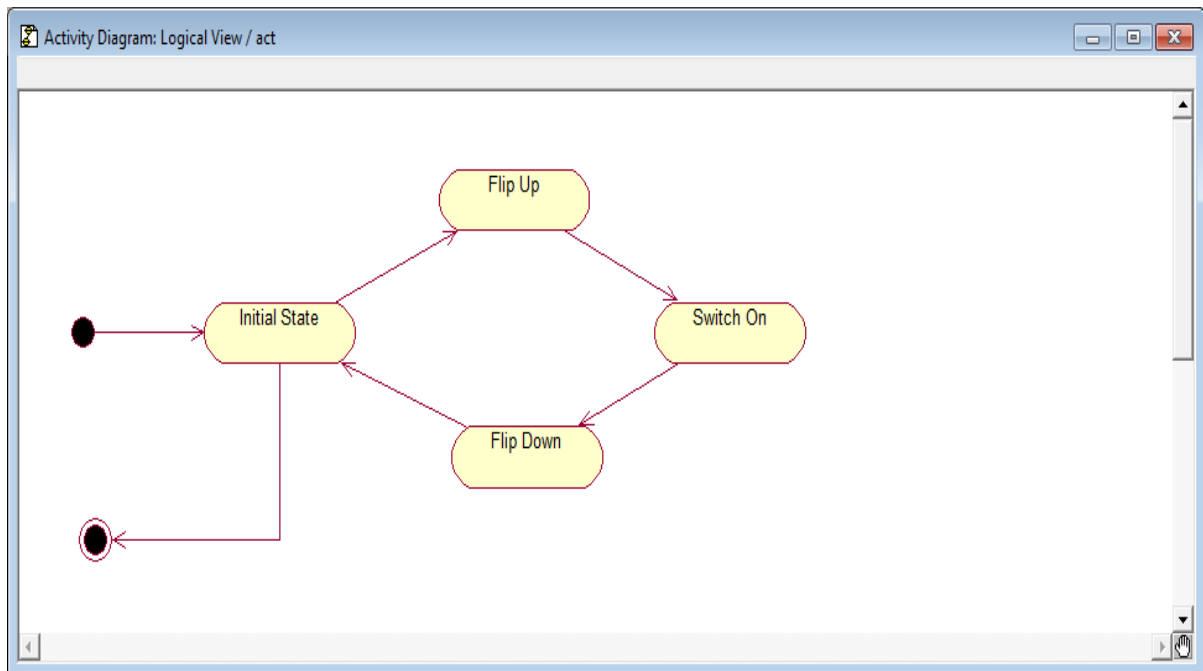 Activity Diagram: Logical View / act
Flip Up
Initial State
Switch On
Flip Down